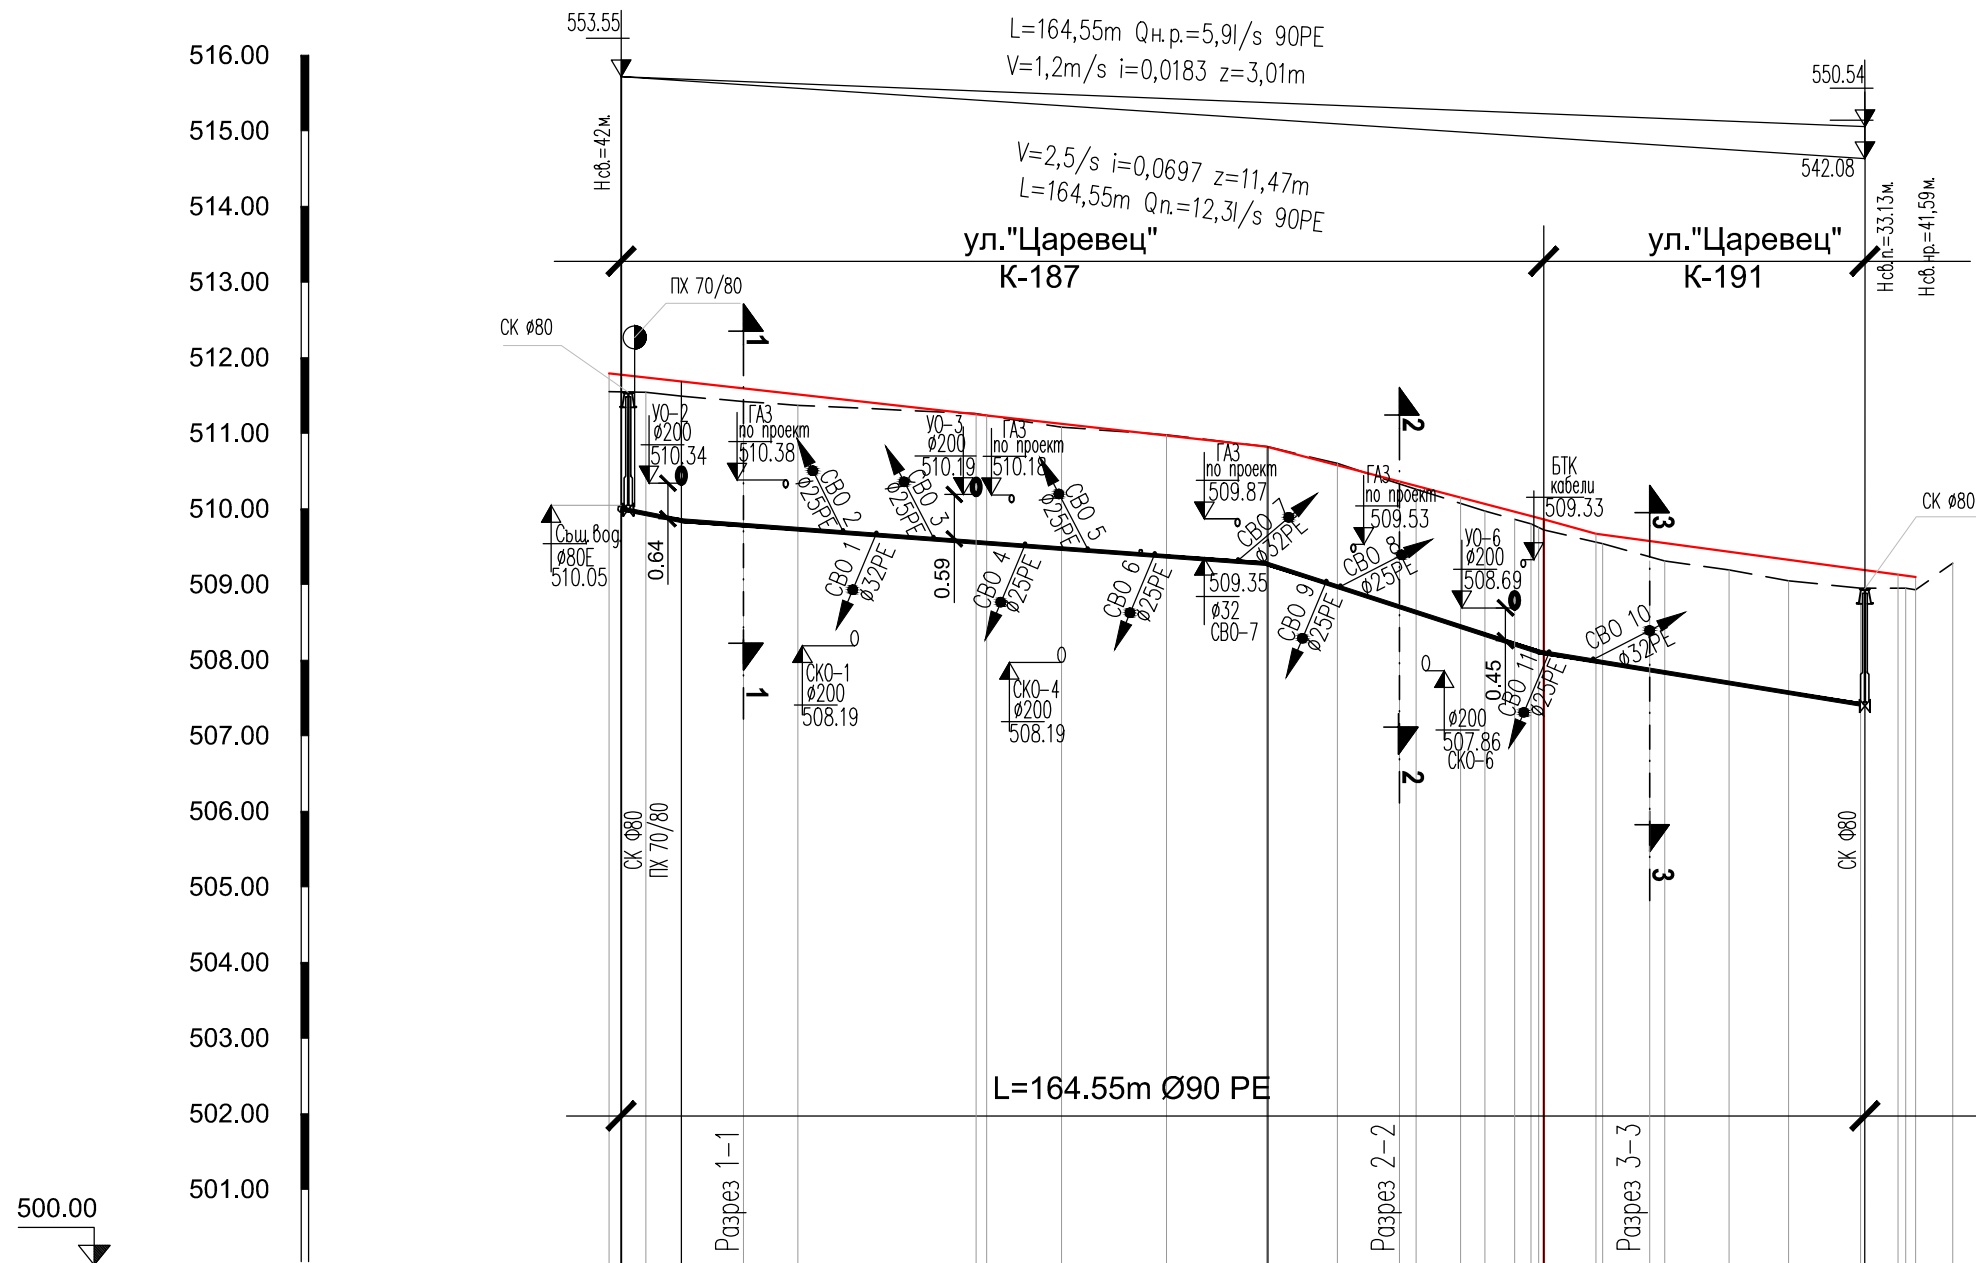 553.55
L=164,55m Qн.р.=5,9l/s 90PE
V=1,2m/s i=0,0183 z=3,01m
550.54
V=2,5/s i=0,0697 z=11,47m
L=164,55m Qп.=12,3l/s 90PE
542.08
Hсв.=42м.
Hсв.п.=33.13м.
Hсв.нр.=41,59м.
ул."Царевец"
К-187
ул."Царевец"
К-191
516.00
515.00
514.00
513.00
512.00
511.00
510.00
509.00
508.00
507.00
506.00
505.00
504.00
503.00
502.00
501.00
500.00
ПХ 70/80
СК ø80
1
УО-2
ø200
510.34
ГАЗ
по проект
510.38
СВО 2
ø25PE
СВО 3
ø25PE
УО-3
ø200
510.19
ГАЗ
по проект
510.18
СВО 5
ø25PE
ГАЗ
по проект
509.87
СВО 7
ø32PE
2
ГАЗ
по проект
509.53
СВО 8
ø25PE
УО-6
ø200
508.69
БТК
кабели
509.33
3
СК ø80
Същ.вод.
ø80Е
510.05
0.64
СВО 1
ø32PE
0.59
СВО 4
ø25PE
СВО 6
ø25PE
509.35
ø32
СВО-7
СВО 9
ø25PE
0.45
СВО 11
ø25PE
СВО 10
ø32PE
1
СКО-1
ø200
508.19
СКО-4
ø200
508.19
2
ø200
507.86
СКО-6
3
СК Ф80
ПХ 70/80
СК Ф80
L=164.55m Ø90 PE
Разрез 1-1
Разрез 2-2
Разрез 3-3